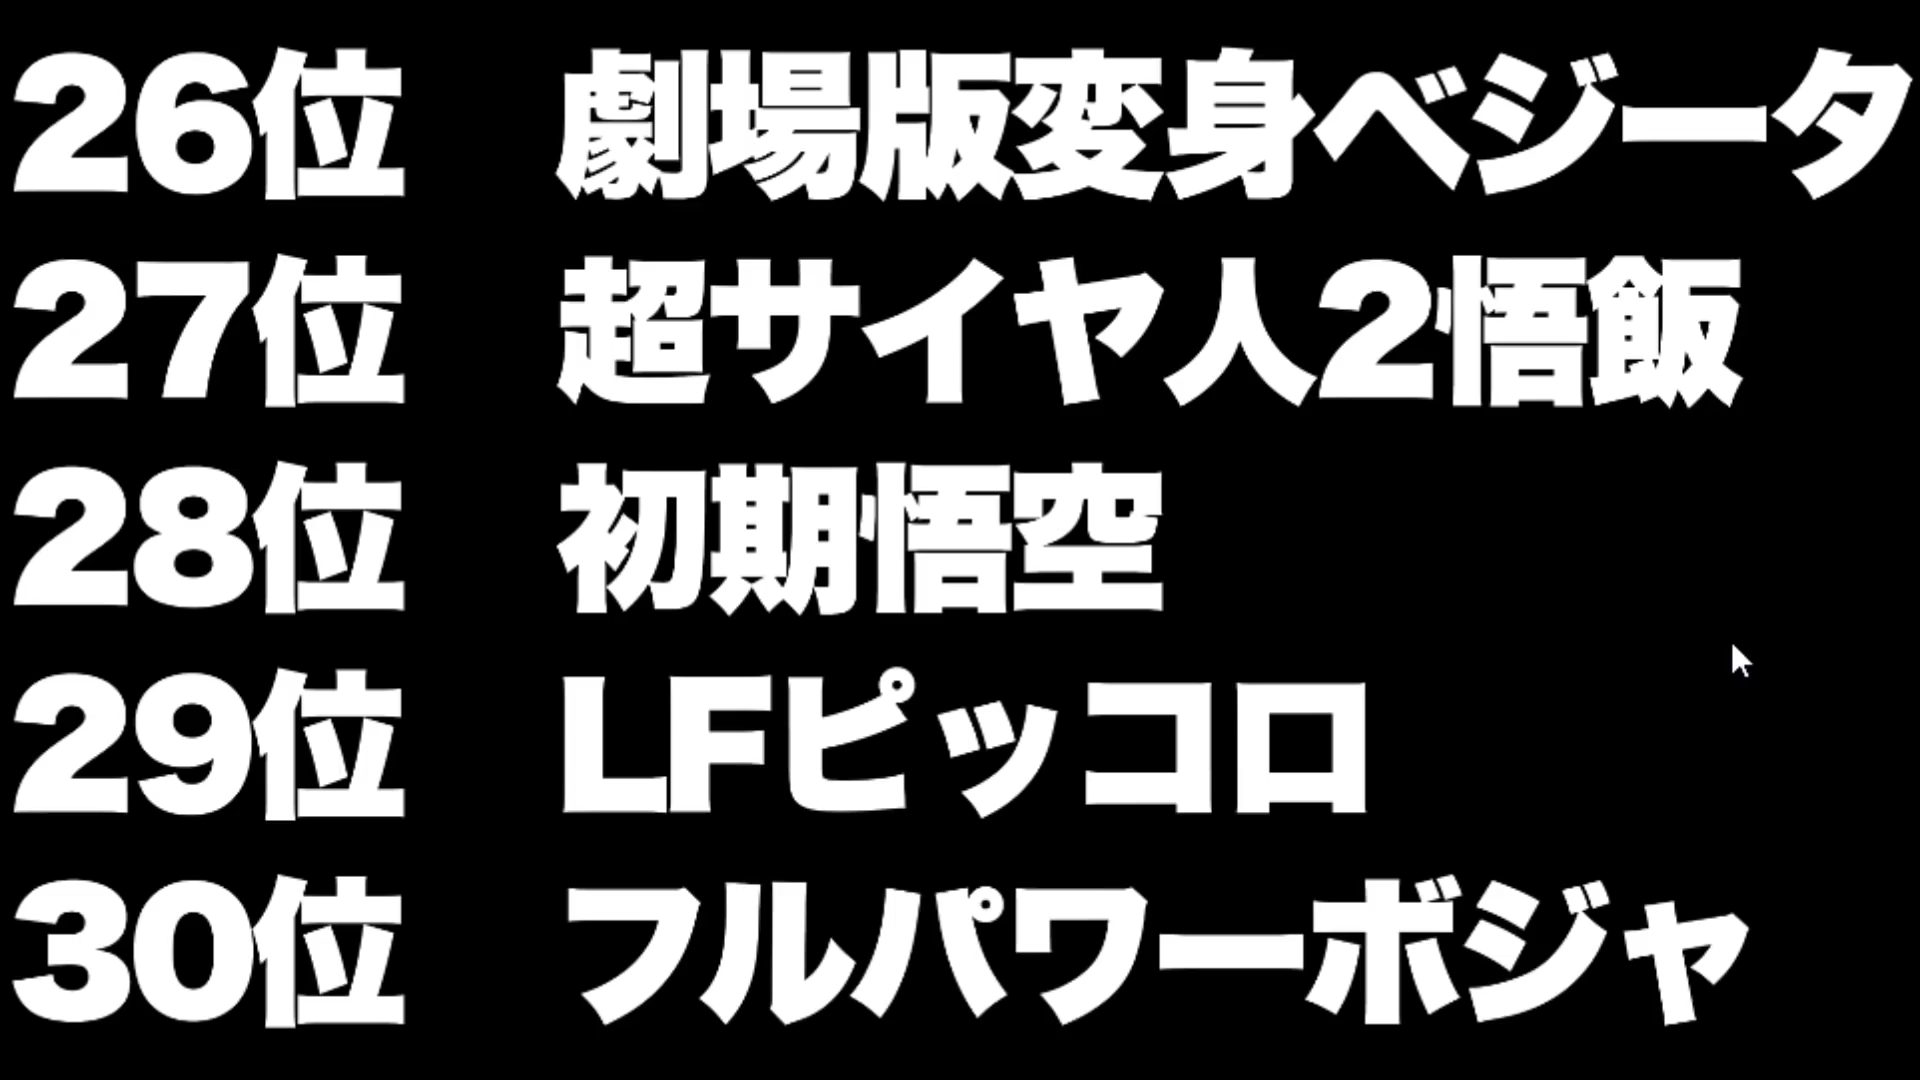 26位　劇場版変身ベジータ
27位　超サイヤ人2悟飯
28位　初期悟空
29位　LFピッコロ
30位　フルパワーボジャ